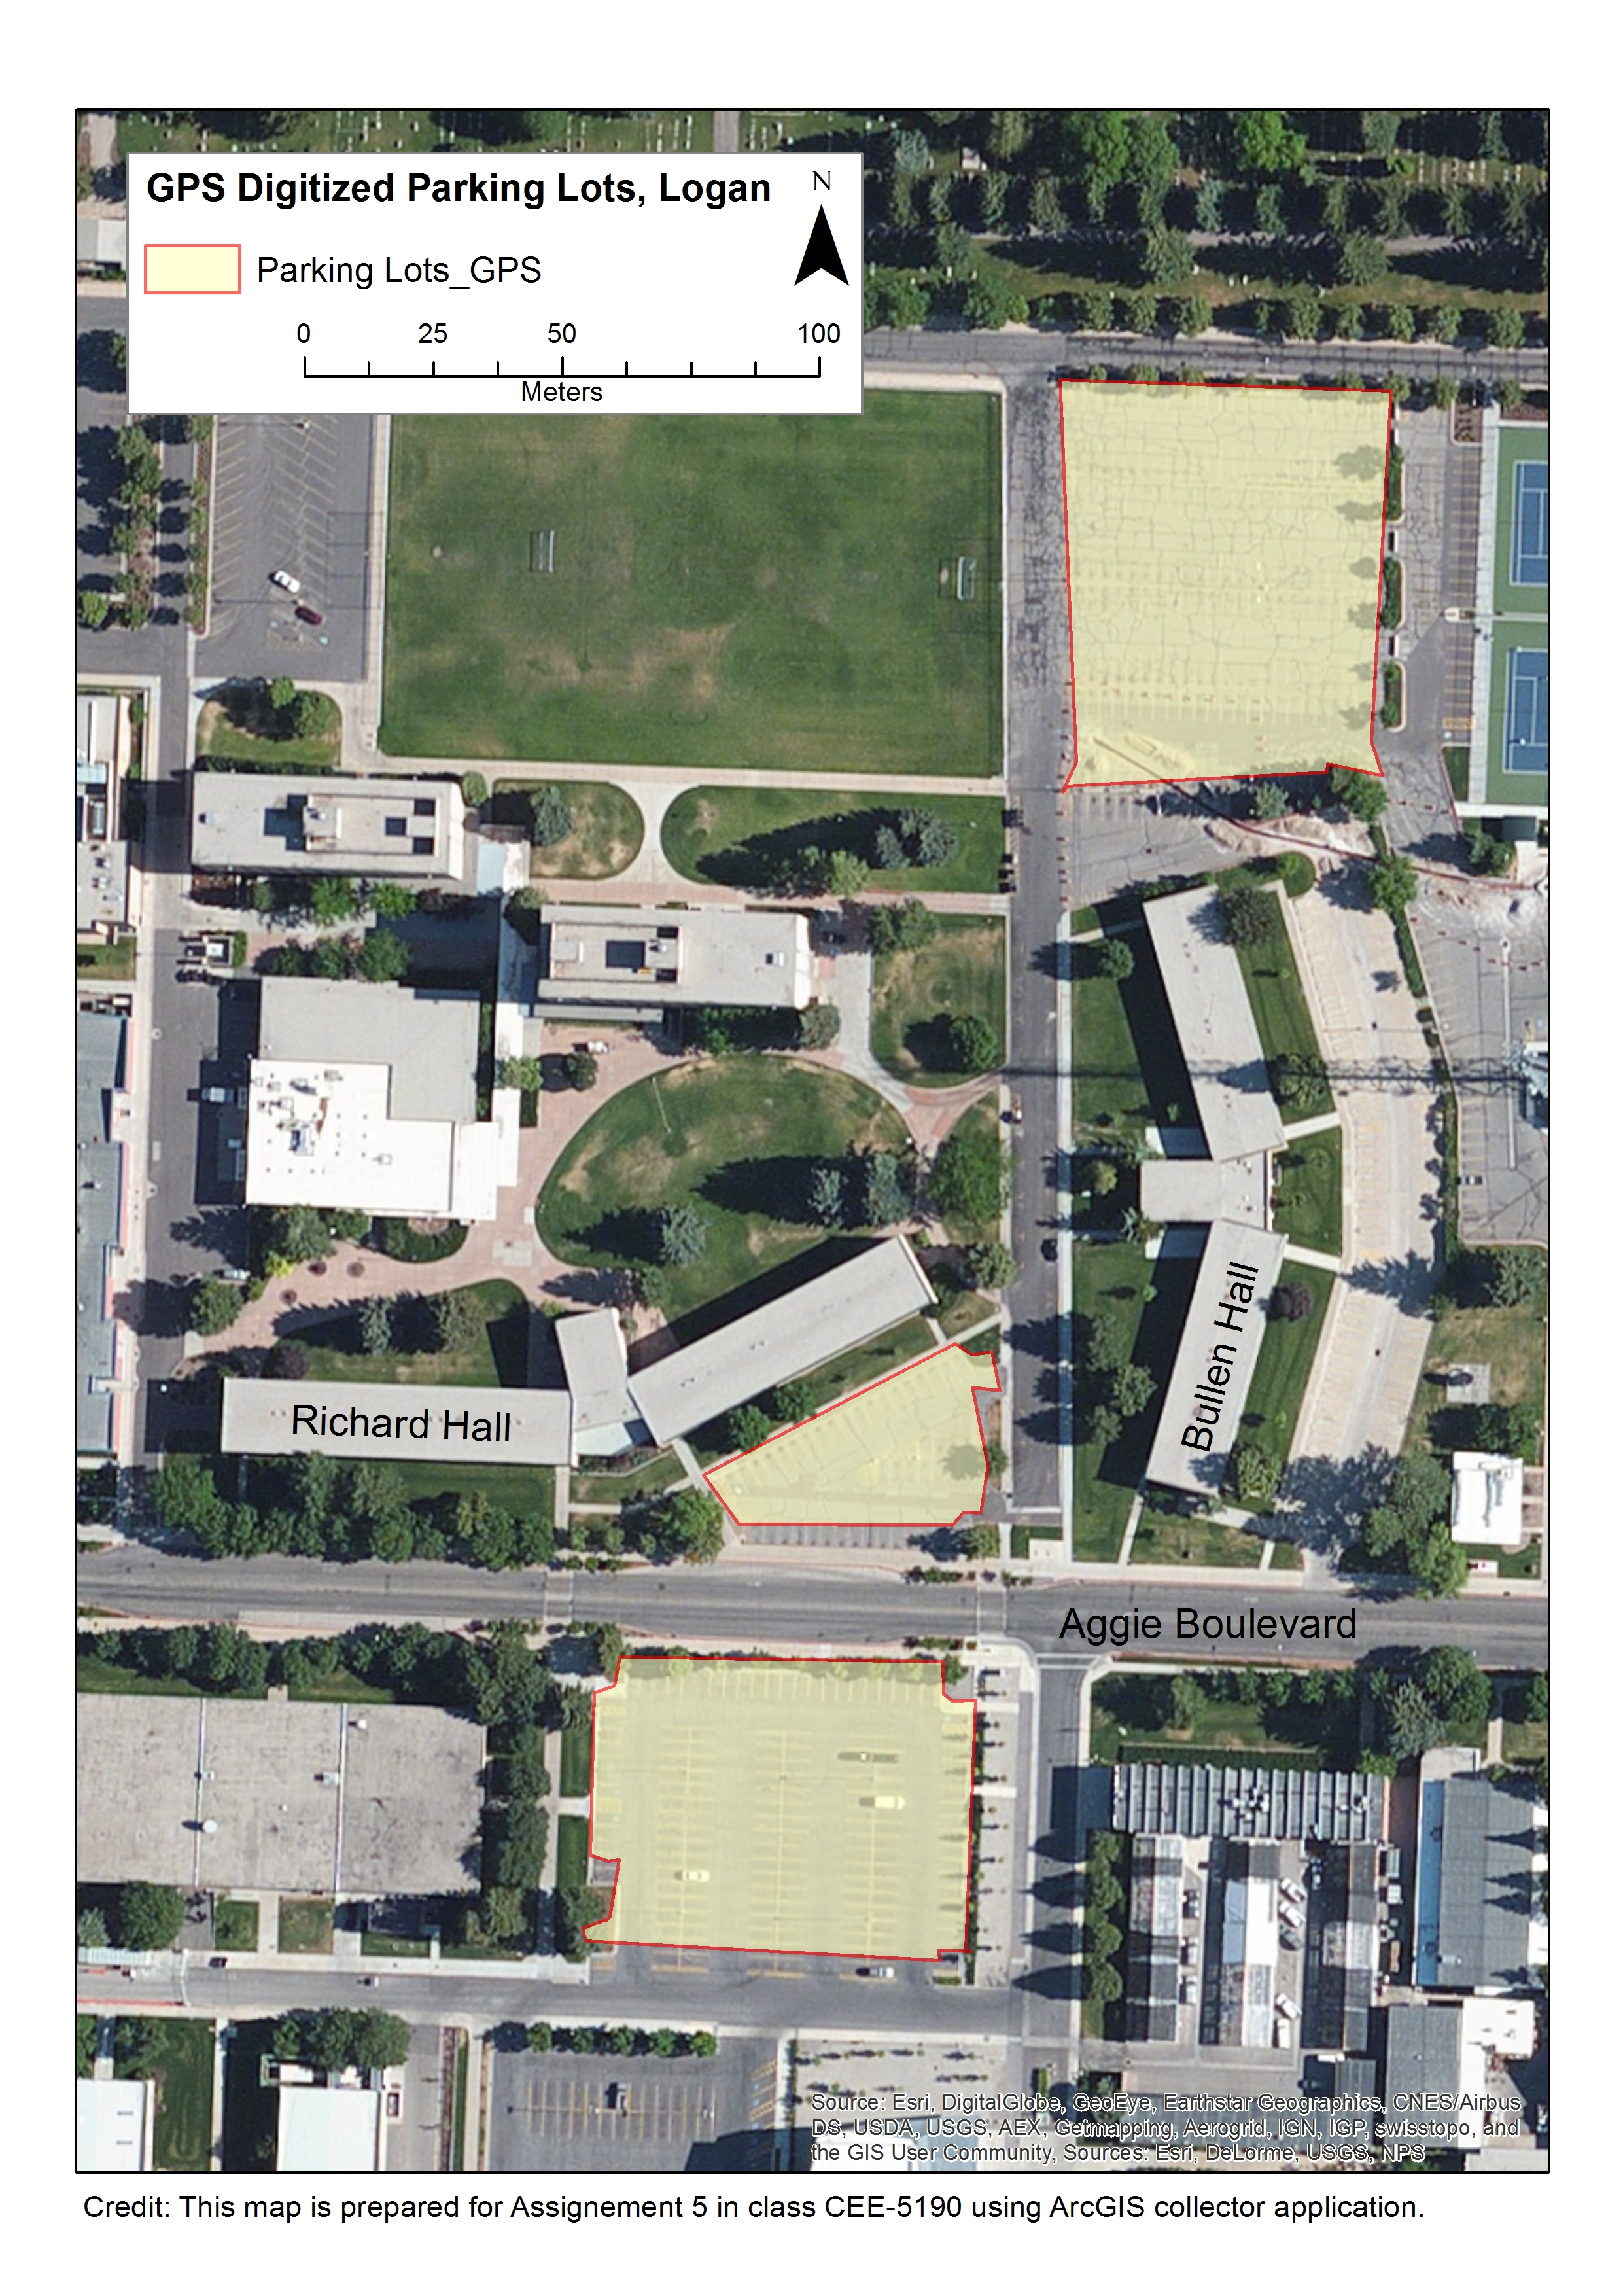 GPS Digitized Parking Lots, Logan
N
Parking Lots_GPS
0 25 50 100
Meters
Bullen Hall
Richard Hall
Aggie Boulevard
Source: Esri, DigitalGlobe, GeoEye, Earthstar Geographics, CNES/Airbus
DS, USDA, USGS, AEX, Getmapping, Aerogrid, IGN, IGP, swisstopo, and
the GIS User Community, Sources: Esri, DeLorme, USGS, NPS
Credit: This map is prepared for Assignement 5 in class CEE-5190 using ArcGIS collector application.